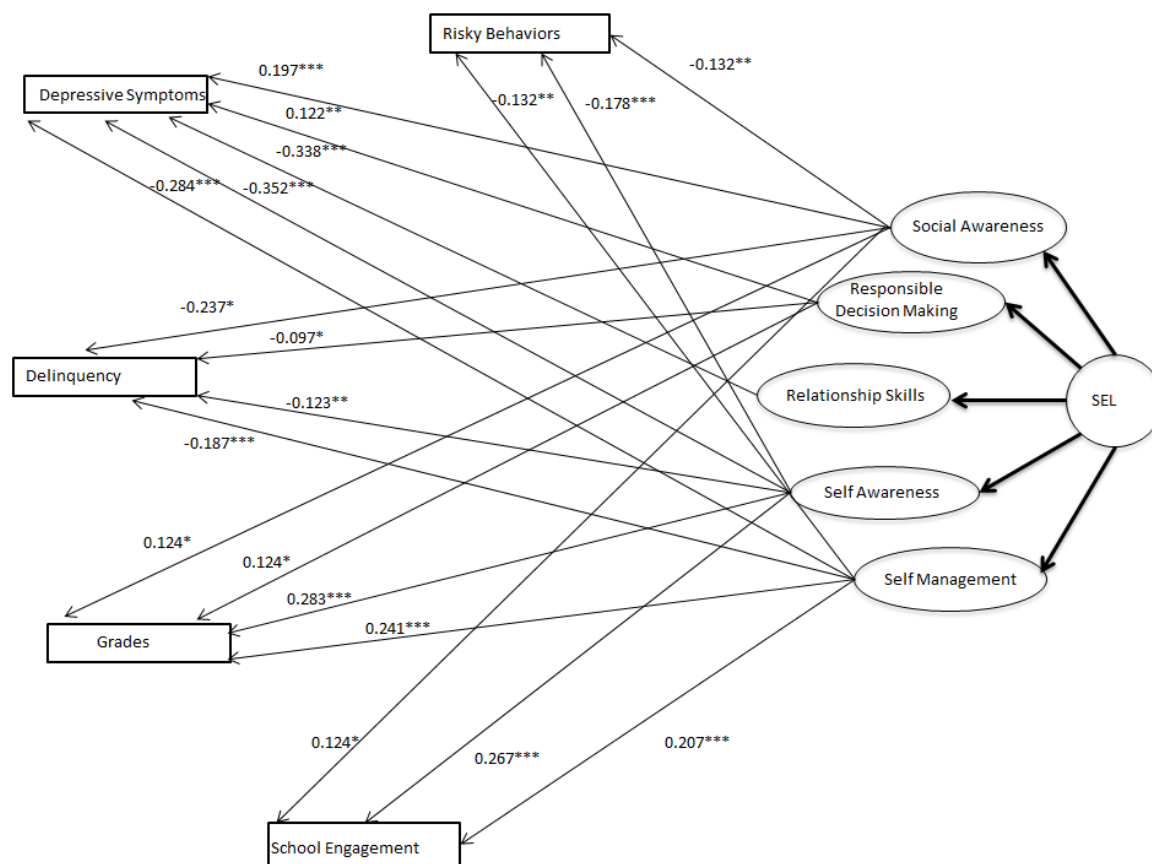 Risky Behaviors
-0.132**
0.197***
Depressive Symptoms
-0.132**
-0.178***
0.122**
-0.338***
-0.284***
-0.352***
Social Awareness
Responsible
Decision Making
-0.237*
-0.097*
Delinquency
Relationship Skills
SEL
-0.123**
-0.187***
Self Awareness
Self Management
0.124*
0.124*
0.283***
0.241***
Grades
0.124*
0.267***
0.207***
School Engagement